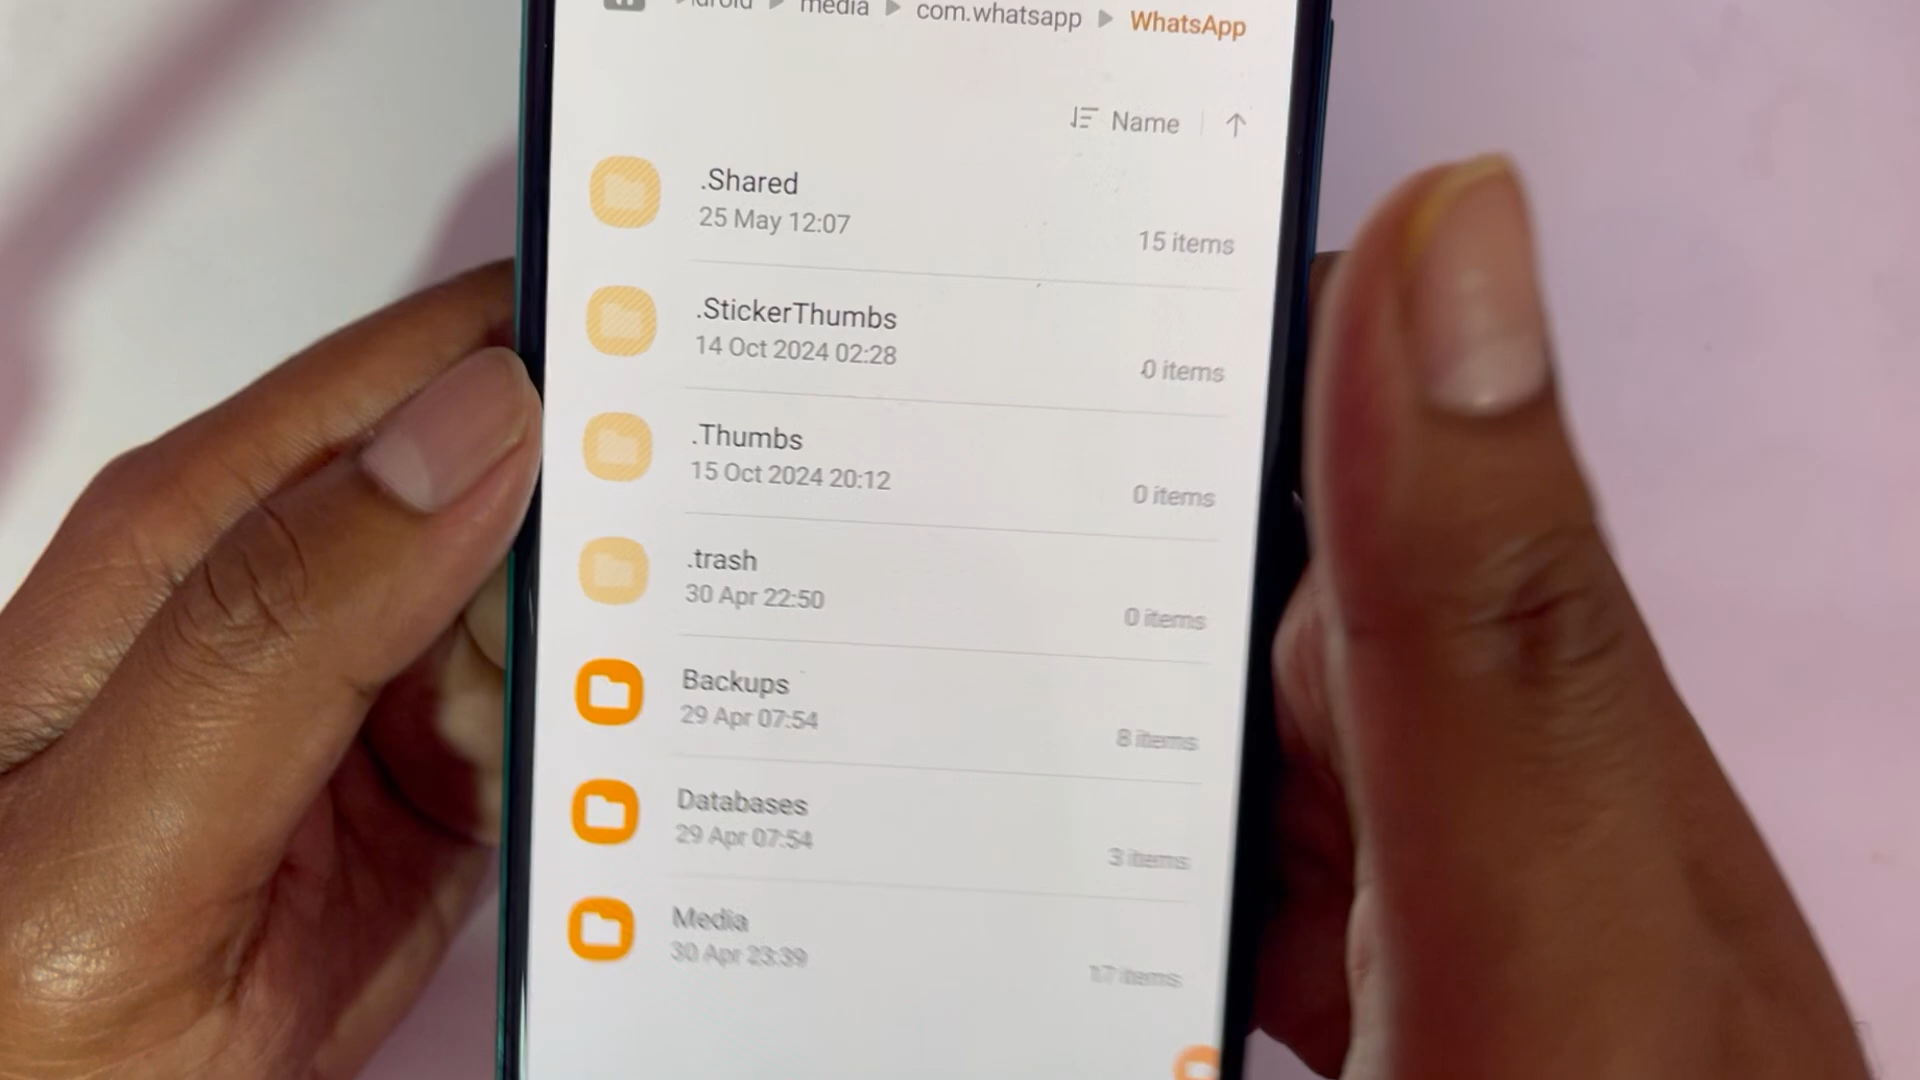 media com.whatsapp WhatsApp
Name
.Shared
25 May 12:07
15 items
.StickerThumbs
14 Oct 2024 02:28
0 items
.Thumbs
15 Oct 2024 20:12
0 items
.trash
30 Apr 22:50
0 items
Backups
29 Apr 07:54
8 items
Databases
29 Apr 07:54
3 items
Media
30 Apr 23:39
17 items